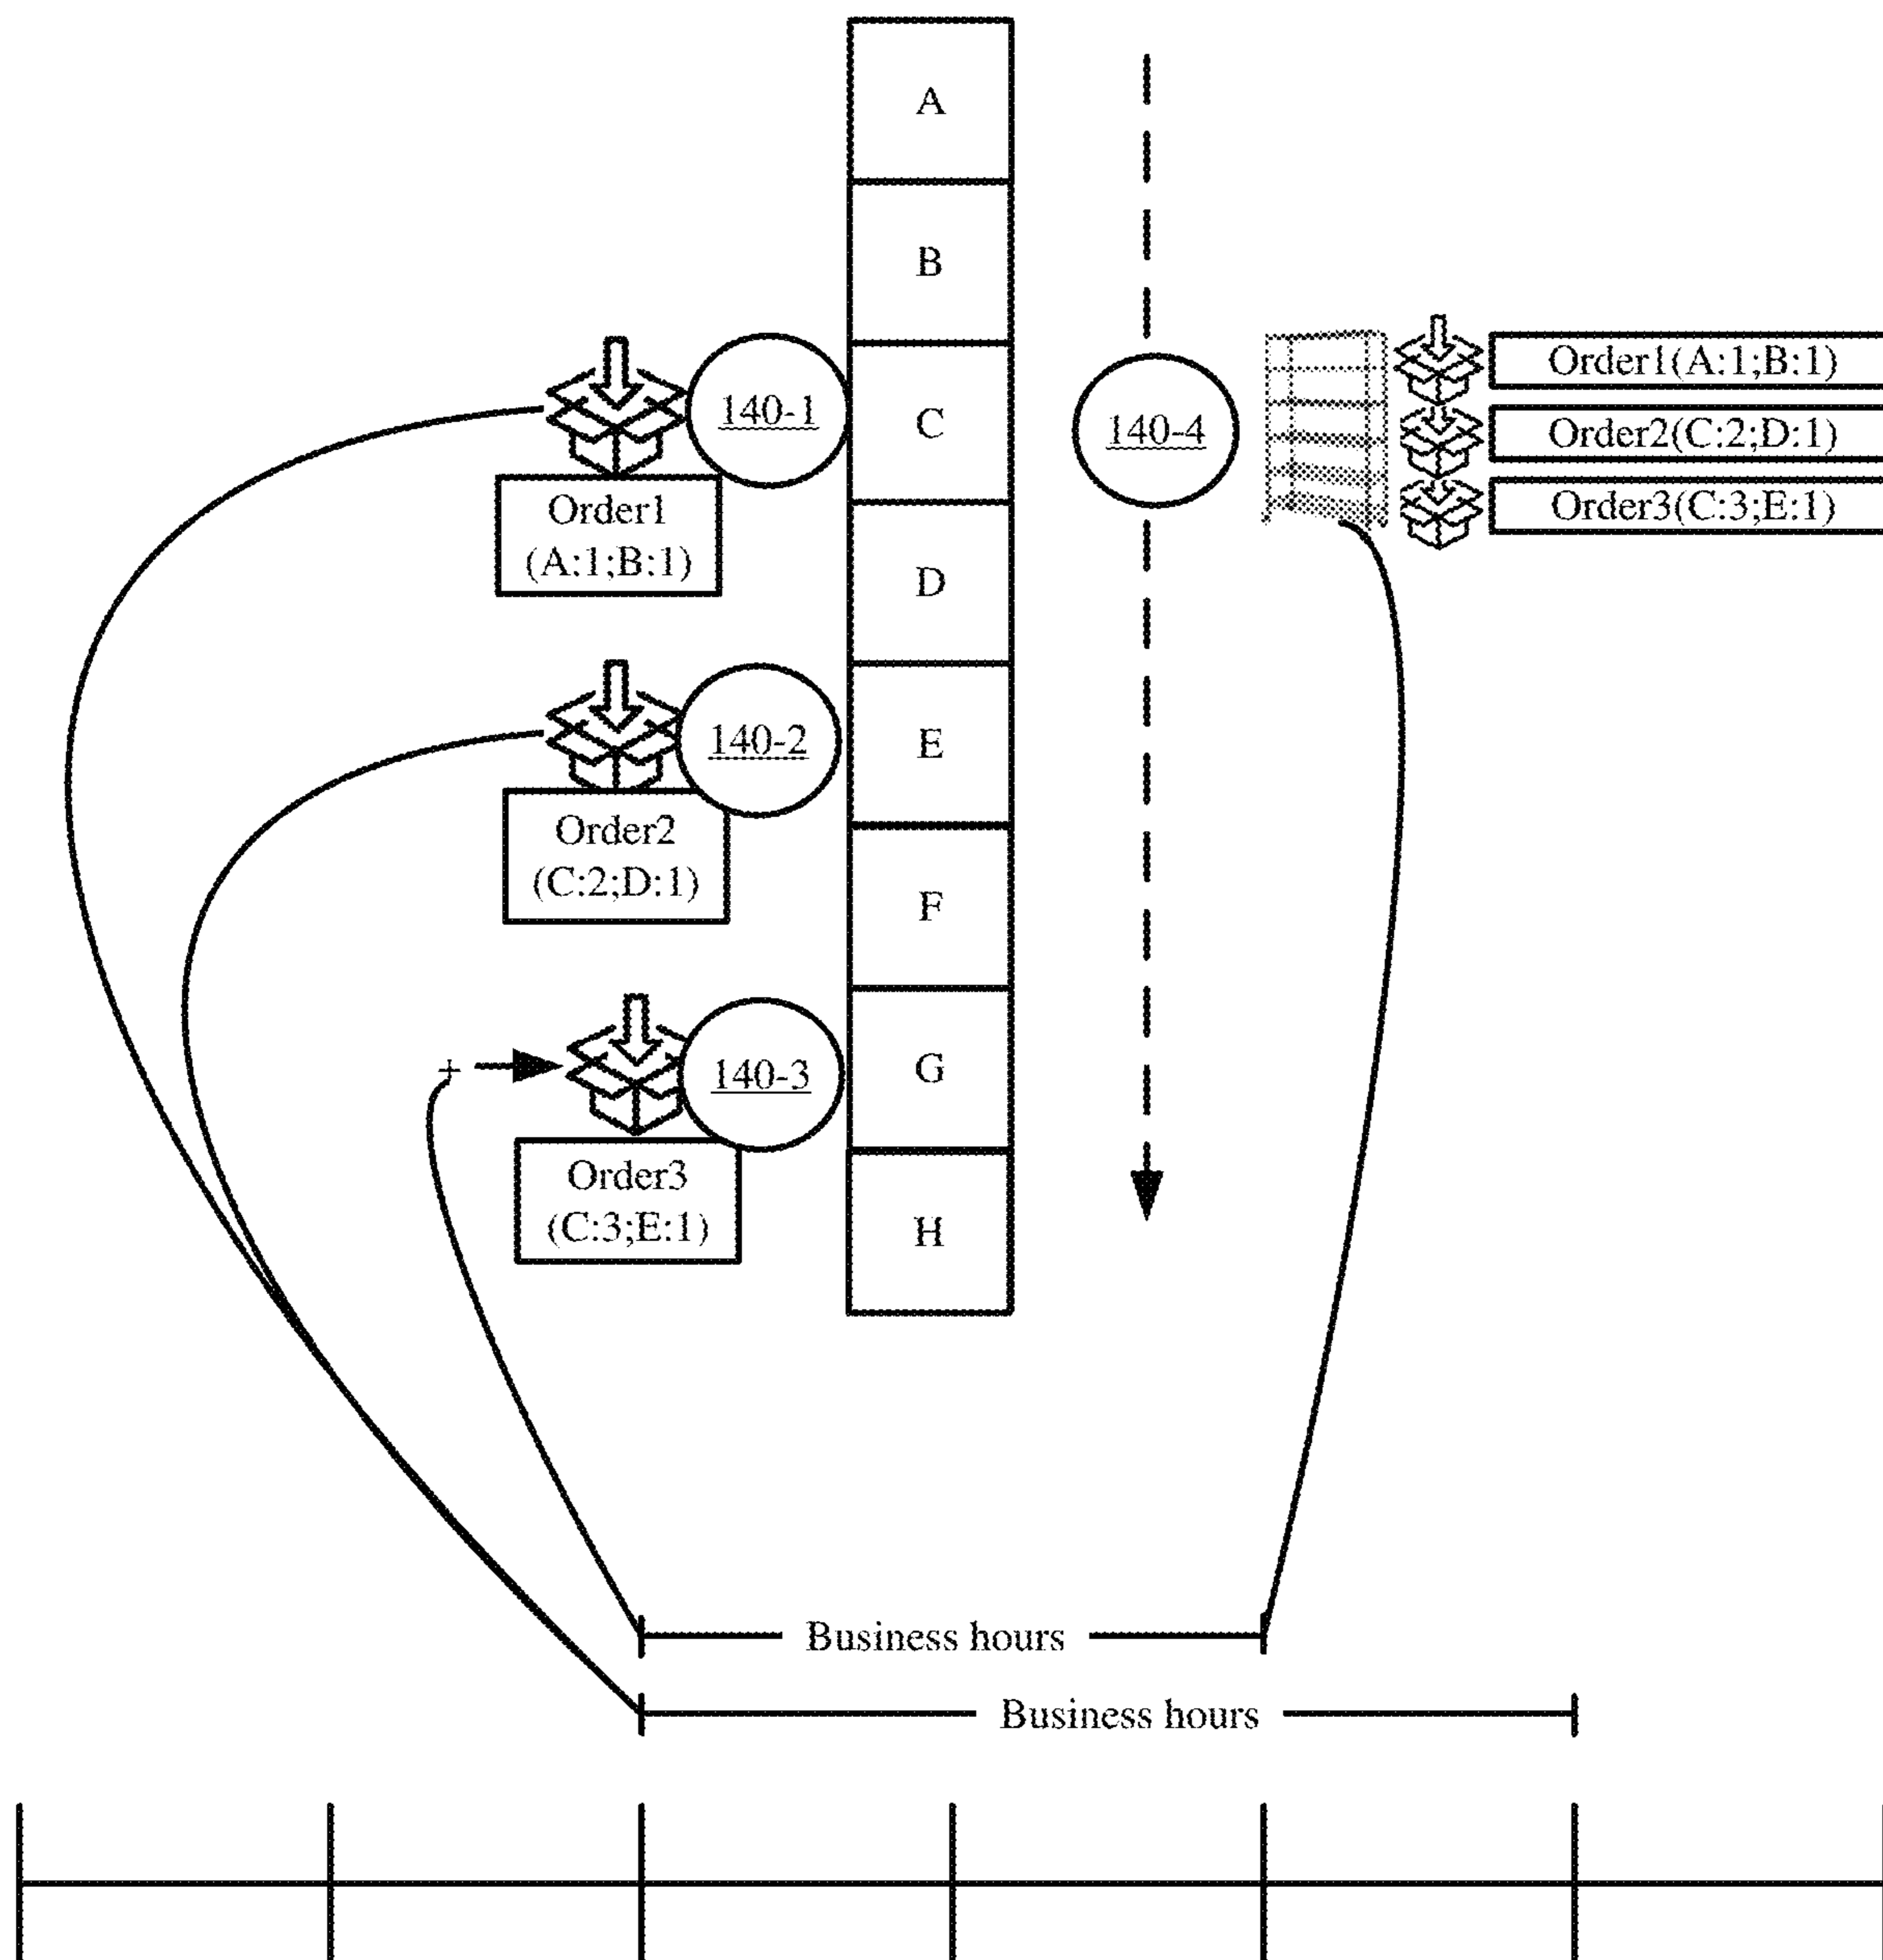 A
B
C
D
E
F
G
H
140-1
Order1
(A:1;B:1)
140-2
Order2
(C:2;D:1)
+
140-3
Order3
(C:3;E:1)
140-4
Order1(A:1;B:1)
Order2(C:2;D:1)
Order3(C:3;E:1)
Business hours
Business hours